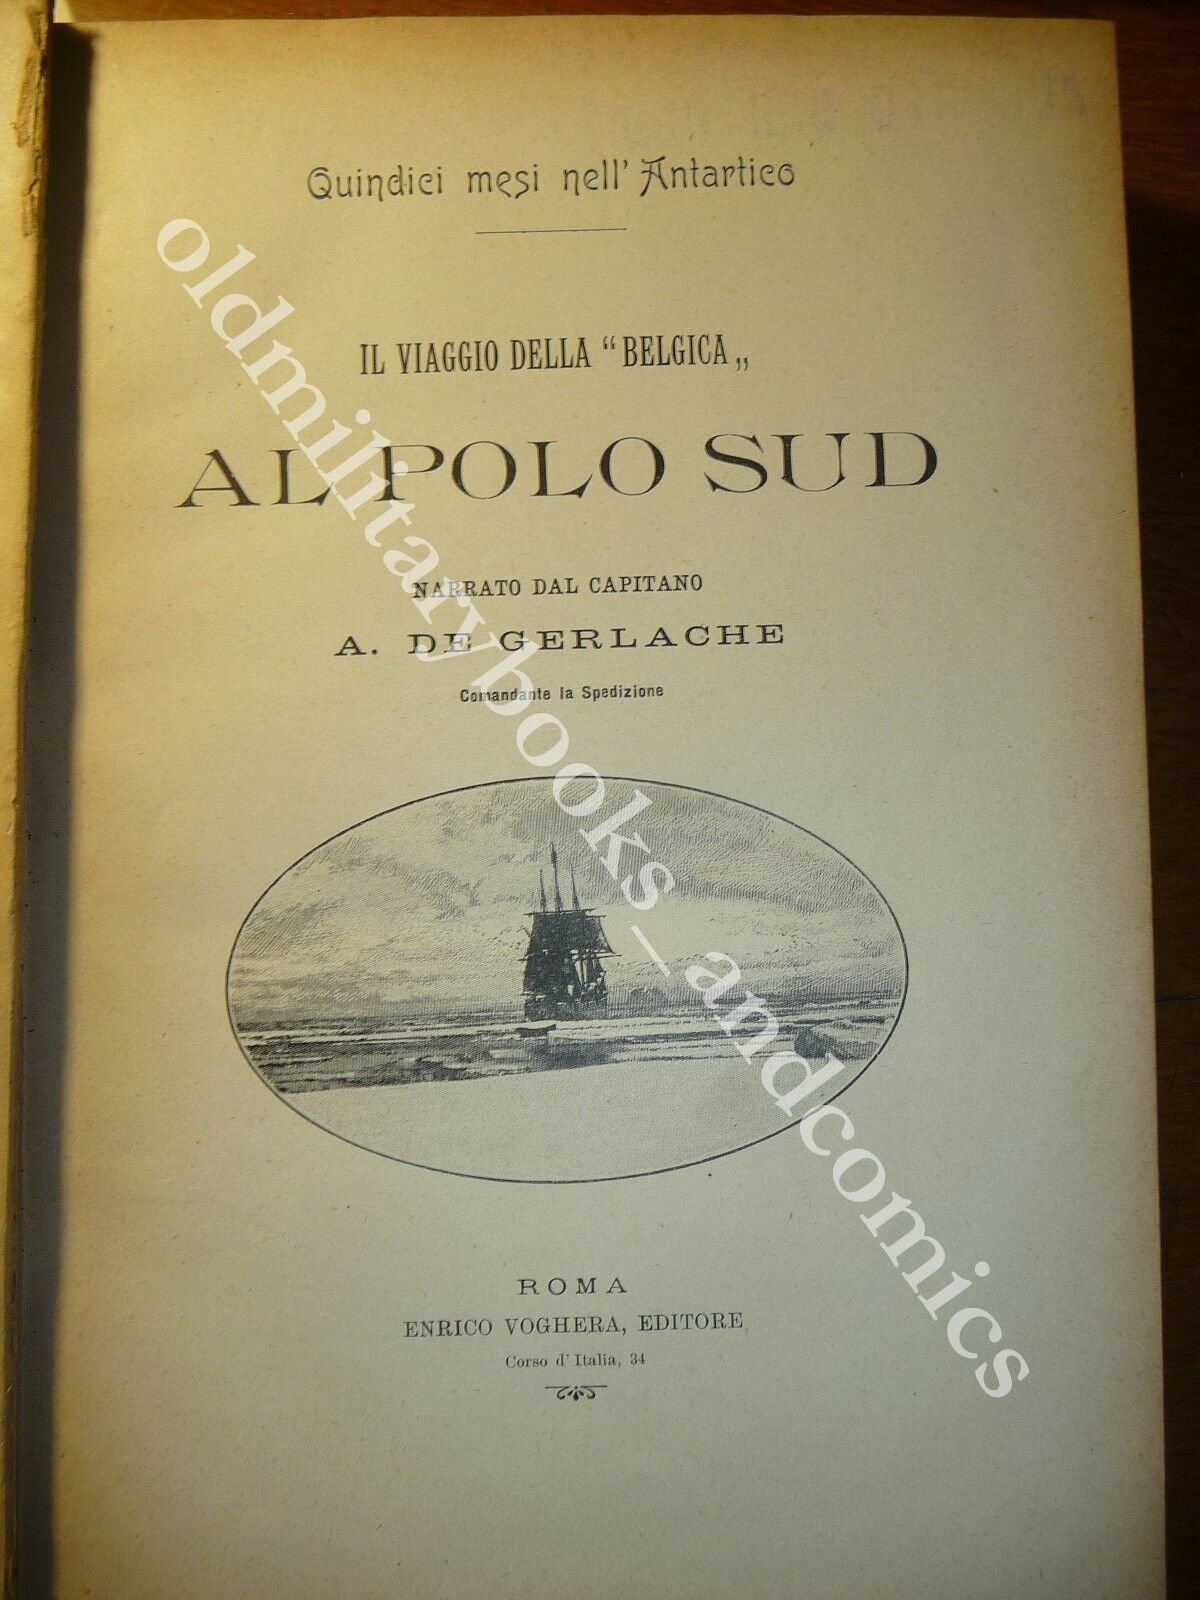 Quindici mesi nell' Antartico
IL VIAGGIO DELLA “ BELGICA „
AL POLO SUD
NARRATO DAL CAPITANO
A. DE GERLACHE
Comandante la Spedizione
ROMA
ENRICO VOGHERA, EDITORE
Corso d' Italia, 34
oldmilitarybooks_andcomics